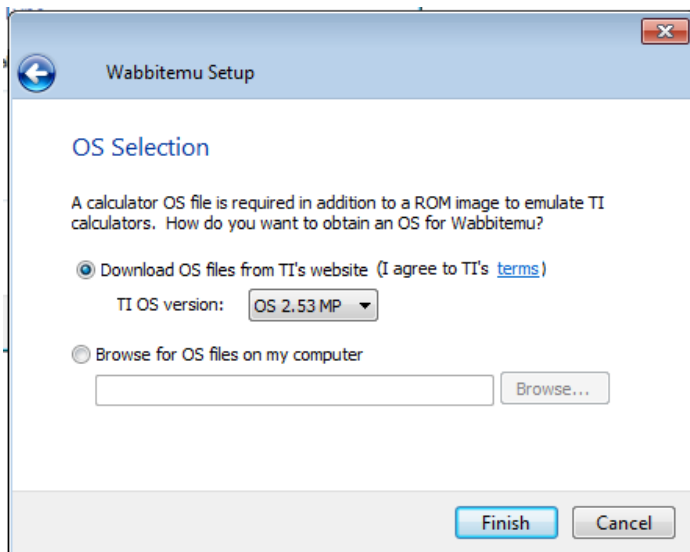 Wabbitemu Setup
OS Selection
A calculator OS file is required in addition to a ROM image to emulate TI
calculators.  How do you want to obtain an OS for Wabbitemu?
Download OS files from TI's website (I agree to TI's terms)
TI OS version: OS 2.53 MP
Browse for OS files on my computer
Browse...
Finish Cancel